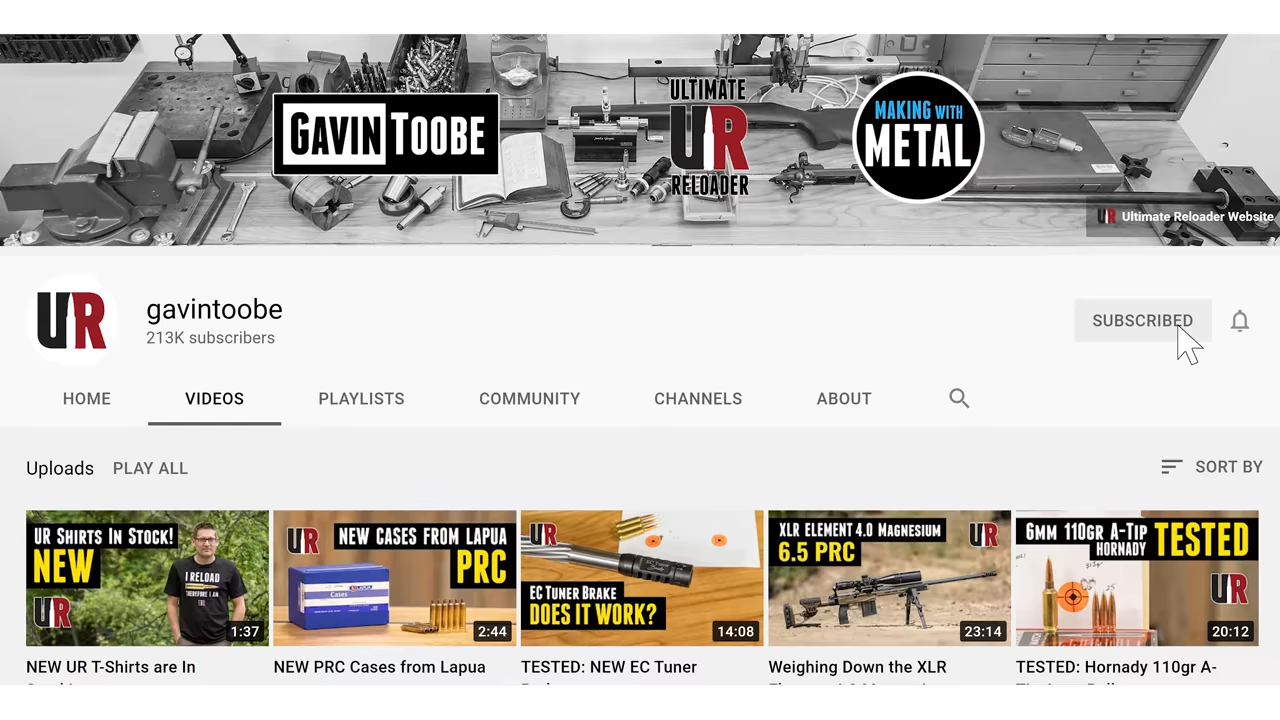 GAVIN TOOBE
ULTIMATE
UR
RELOADER
MAKING WITH
METAL
UR Ultimate Reloader Website
UR
gavintoobe
213K subscribers
SUBSCRIBED
HOME VIDEOS PLAYLISTS COMMUNITY CHANNELS ABOUT
Uploads PLAY ALL SORT BY
UR SHIRTS IN STOCK!
NEW
I RELOAD
THEREFORE I AM
UR
1:37
UR NEW CASES FROM LAPUA
PRC
Cases
2:44
UR
EC TUNER BRAKE
DOES IT WORK?
14:08
XLR ELEMENT 4.0 MAGNESIUM
6.5 PRC
UR
23:14
6MM 110GR A-TIP
HORNADY TESTED
UR
20:12
NEW UR T-Shirts are In
NEW PRC Cases from Lapua
TESTED: NEW EC Tuner
Weighing Down the XLR
TESTED: Hornady 110gr A-